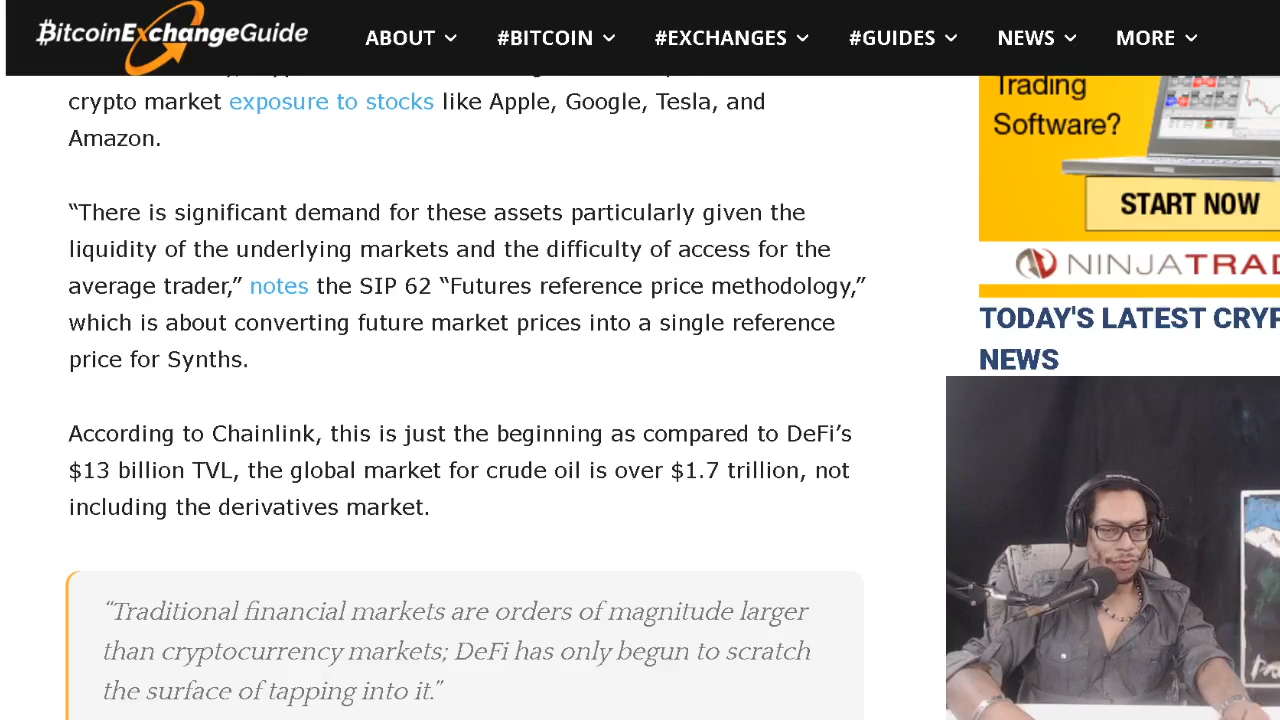 BitcoinExchangeGuide
ABOUT
#BITCOIN
#EXCHANGES
#GUIDES
NEWS
MORE
crypto market exposure to stocks like Apple, Google, Tesla, and
Amazon.
“There is significant demand for these assets particularly given the
liquidity of the underlying markets and the difficulty of access for the
average trader,” notes the SIP 62 “Futures reference price methodology,”
which is about converting future market prices into a single reference
price for Synths.
According to Chainlink, this is just the beginning as compared to DeFi’s
$13 billion TVL, the global market for crude oil is over $1.7 trillion, not
including the derivatives market.
“Traditional financial markets are orders of magnitude larger
than cryptocurrency markets; DeFi has only begun to scratch
the surface of tapping into it.”
Trading
Software?
START NOW
NINJATRAD
TODAY'S LATEST CRYP
NEWS